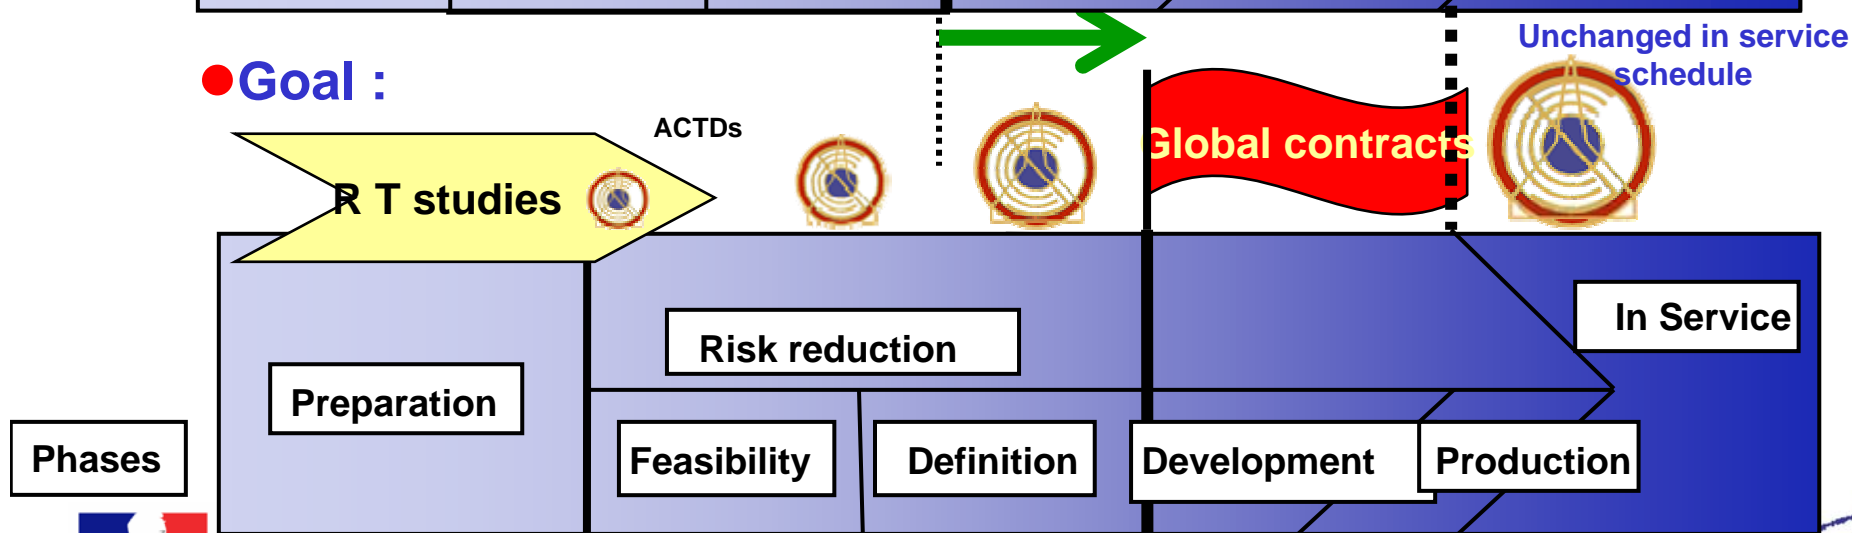 Unchanged in service
schedule
Goal :
ACTDs
Global contracts
R T studies
In Service
Risk reduction
Preparation
Phases
Feasibility
Definition
Development
Production